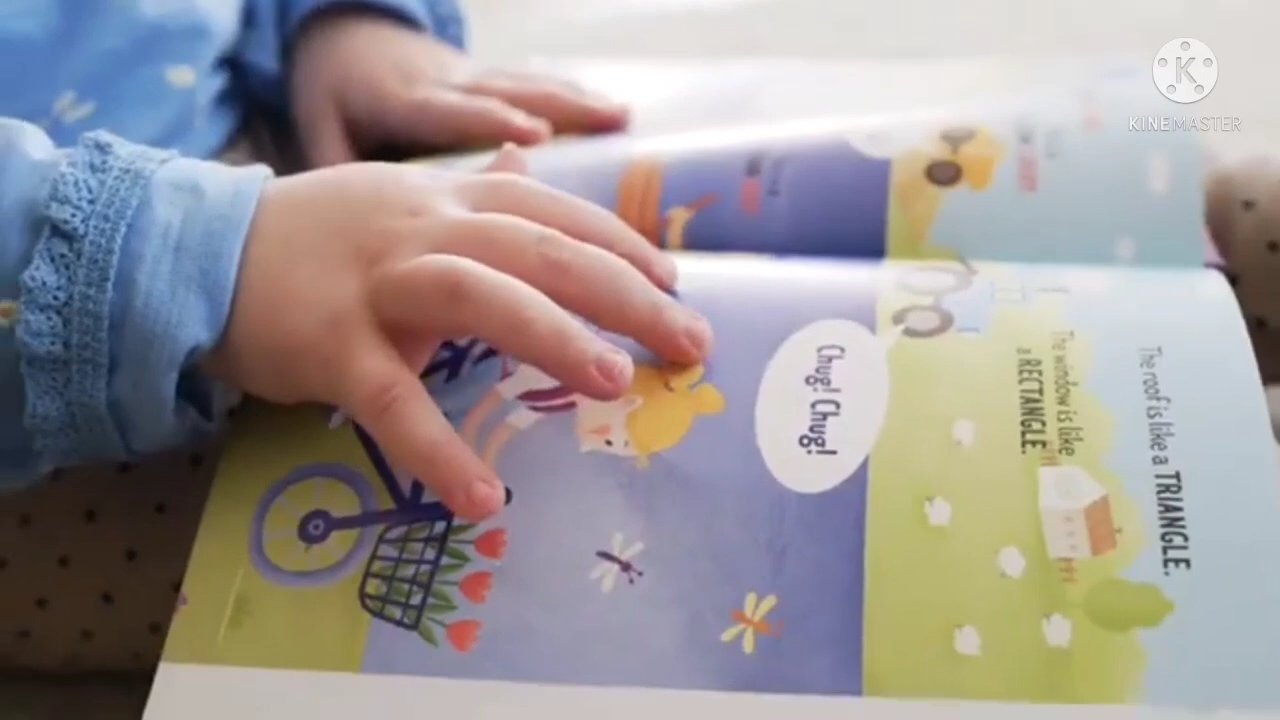 KINEMASTER
The roof is like a TRIANGLE.
The window is like
a RECTANGLE.
Chug! Chug!